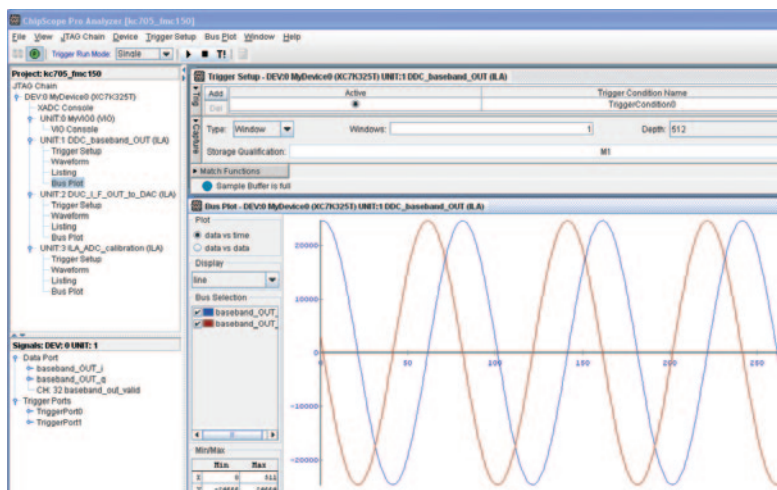 ChipScope Pro Analyzer [kc705_fmc150]
File View JTAG Chain Device Trigger Setup Bus Plot Window Help
Trigger Run Mode: Single T!
Project: kc705_fmc150
JTAG Chain
DEV:0 MyDevice0 (XC7K325T)
XADC Console
UNIT:0 MyVIO0 (VIO)
VIO Console
UNIT:1 DDC_baseband_OUT (ILA)
Trigger Setup
Waveform
Listing
Bus Plot
UNIT:2 DUC_I_F_OUT_to_DAC (ILA)
Trigger Setup
Waveform
Listing
Bus Plot
UNIT:3 ILA_ADC_calibration (ILA)
Trigger Setup
Waveform
Listing
Bus Plot
Signals: DEV: 0 UNIT: 1
Data Port
baseband_OUT_i
baseband_OUT_q
CH: 32 baseband_out_valid
Trigger Ports
TriggerPort0
TriggerPort1
Trigger Setup - DEV:0 MyDevice0 (XC7K325T) UNIT:1 DDC_baseband_OUT (ILA)
Trig
Add Active Trigger Condition Name
Del TriggerCondition0
Capture
Type: Window Windows: 1 Depth: 512
Storage Qualification: M1
Match Functions
Sample Buffer is full
Bus Plot - DEV:0 MyDevice0 (XC7K325T) UNIT:1 DDC_baseband_OUT (ILA)
Plot
data vs time
data vs data
Display
line
Bus Selection
baseband_OUT_
baseband_OUT_
Min/Max
Min Max
X 0 511
20000
10000
0
-10000
-20000
50 100 150 200 250